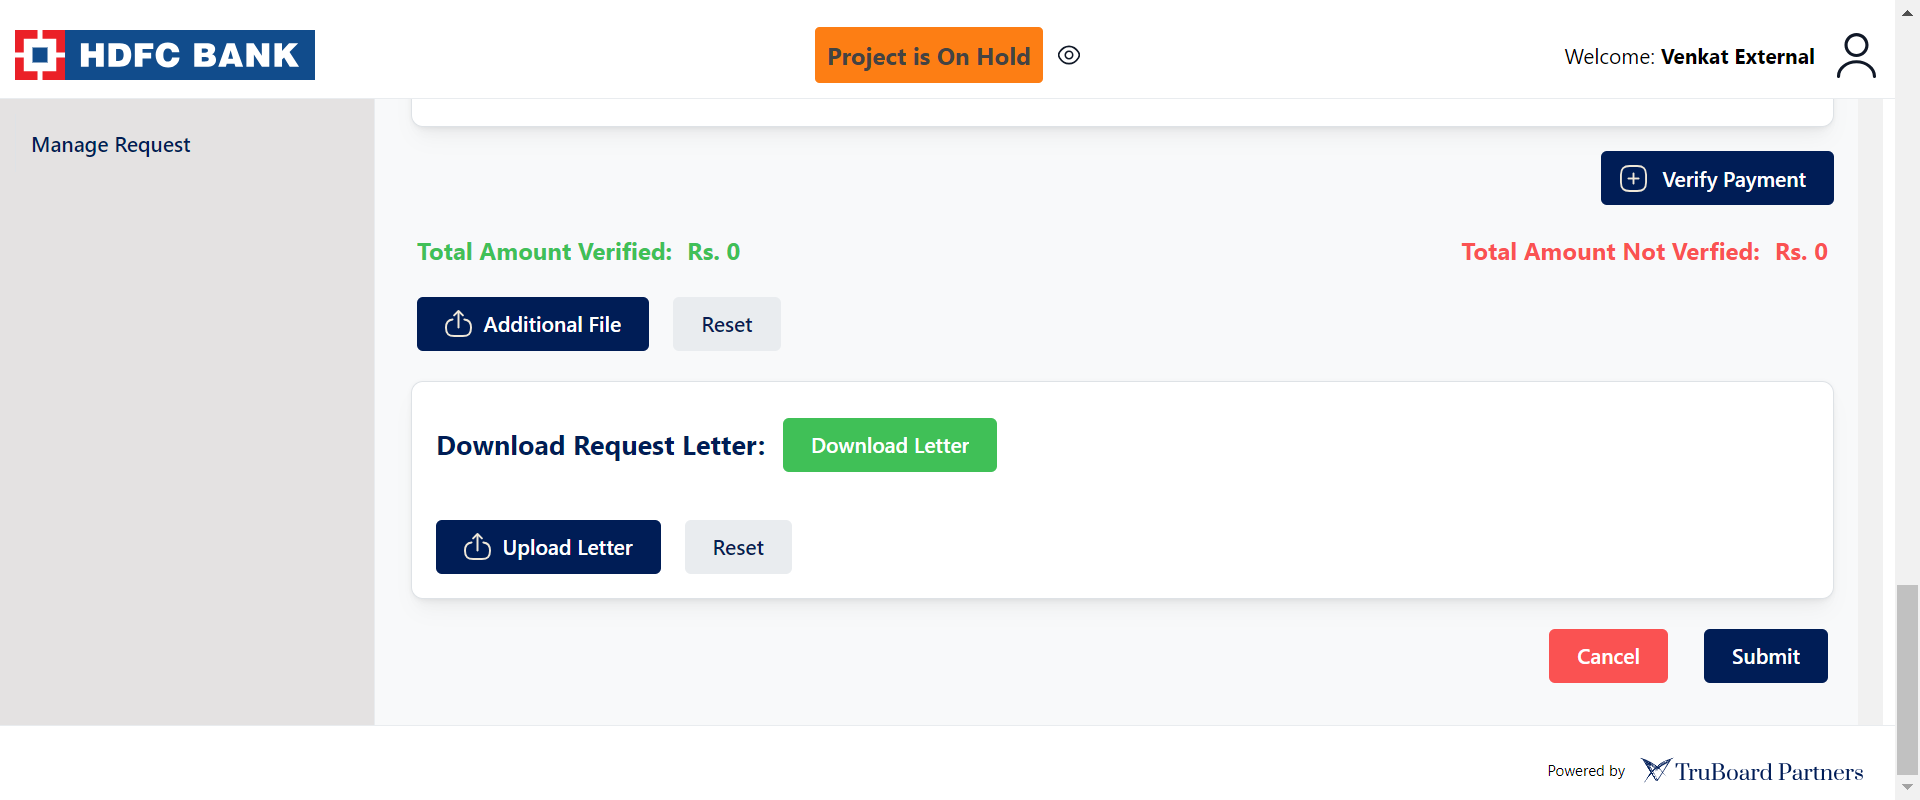 HDFC BANK
Project is On Hold
Welcome: Venkat External
Manage Request
Verify Payment
Total Amount Verified: Rs. 0
Total Amount Not Verfied: Rs. 0
Additional File
Reset
Download Request Letter:
Download Letter
Upload Letter
Reset
Cancel
Submit
Powered by TruBoard Partners